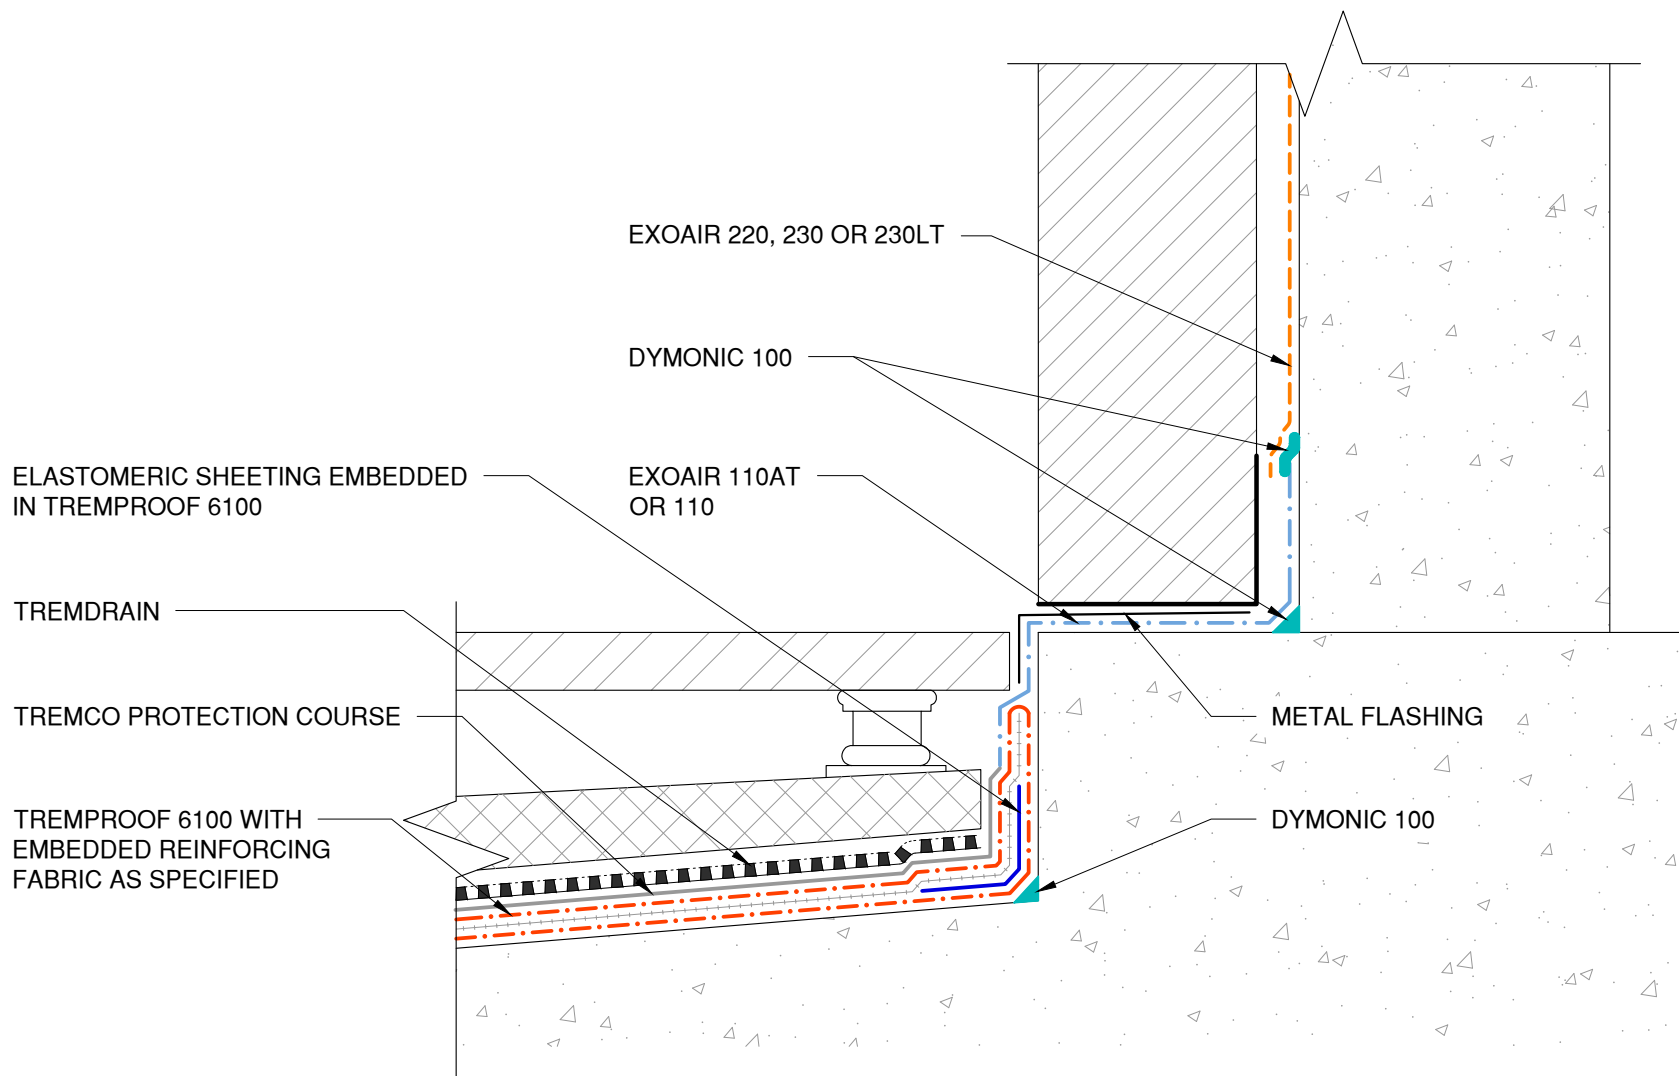 EXOAIR 220, 230 OR 230LT
DYMONIC 100
ELASTOMERIC SHEETING EMBEDDED
IN TREMPROOF 6100
EXOAIR 110AT
OR 110
TREMDRAIN
TREMCO PROTECTION COURSE
METAL FLASHING
TREMPROOF 6100 WITH
EMBEDDED REINFORCING
FABRIC AS SPECIFIED
DYMONIC 100